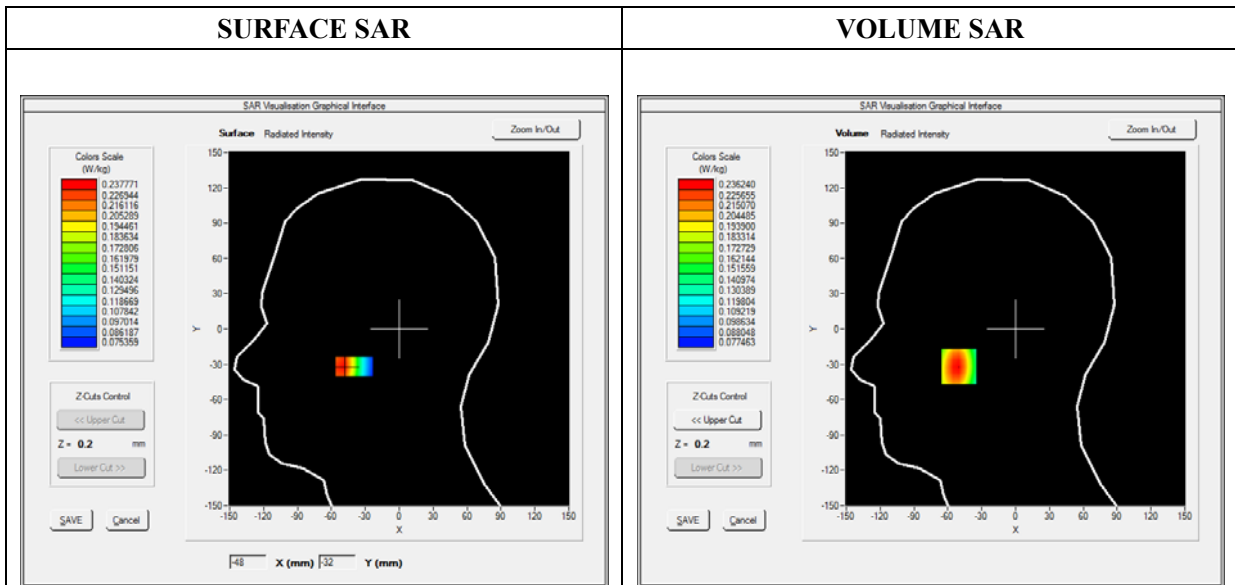 SURFACE SAR
SAR Visualisation Graphical Interface
Surface Radiated Intensity
Zoom In/Out
Colors Scale
(W/kg)
0.237771
0.226944
0.216116
0.205289
0.194461
0.183634
0.172806
0.161979
0.151151
0.140324
0.129496
0.118669
0.107842
0.097014
0.086187
0.075359
Z-Cuts Control
<< Upper Cut
Z = 0.2 mm
Lower Cut >>
SAVE Cancel
150
120
90
60
30
0
-30
-60
-90
-120
-150
Y
-150 -120 -90 -60 -30 0 30 60 90 120 150
X
-48 X (mm) -32 Y (mm)
VOLUME SAR
SAR Visualisation Graphical Interface
Volume Radiated Intensity
Zoom In/Out
Colors Scale
(W/kg)
0.236240
0.225655
0.215070
0.204485
0.193900
0.183314
0.172729
0.162144
0.151559
0.140974
0.130389
0.119804
0.109219
0.098634
0.088048
0.077463
Z-Cuts Control
<< Upper Cut
Z = 0.2 mm
Lower Cut >>
SAVE Cancel
150
120
90
60
30
0
-30
-60
-90
-120
-150
Y
-150 -120 -90 -60 -30 0 30 60 90 120 150
X